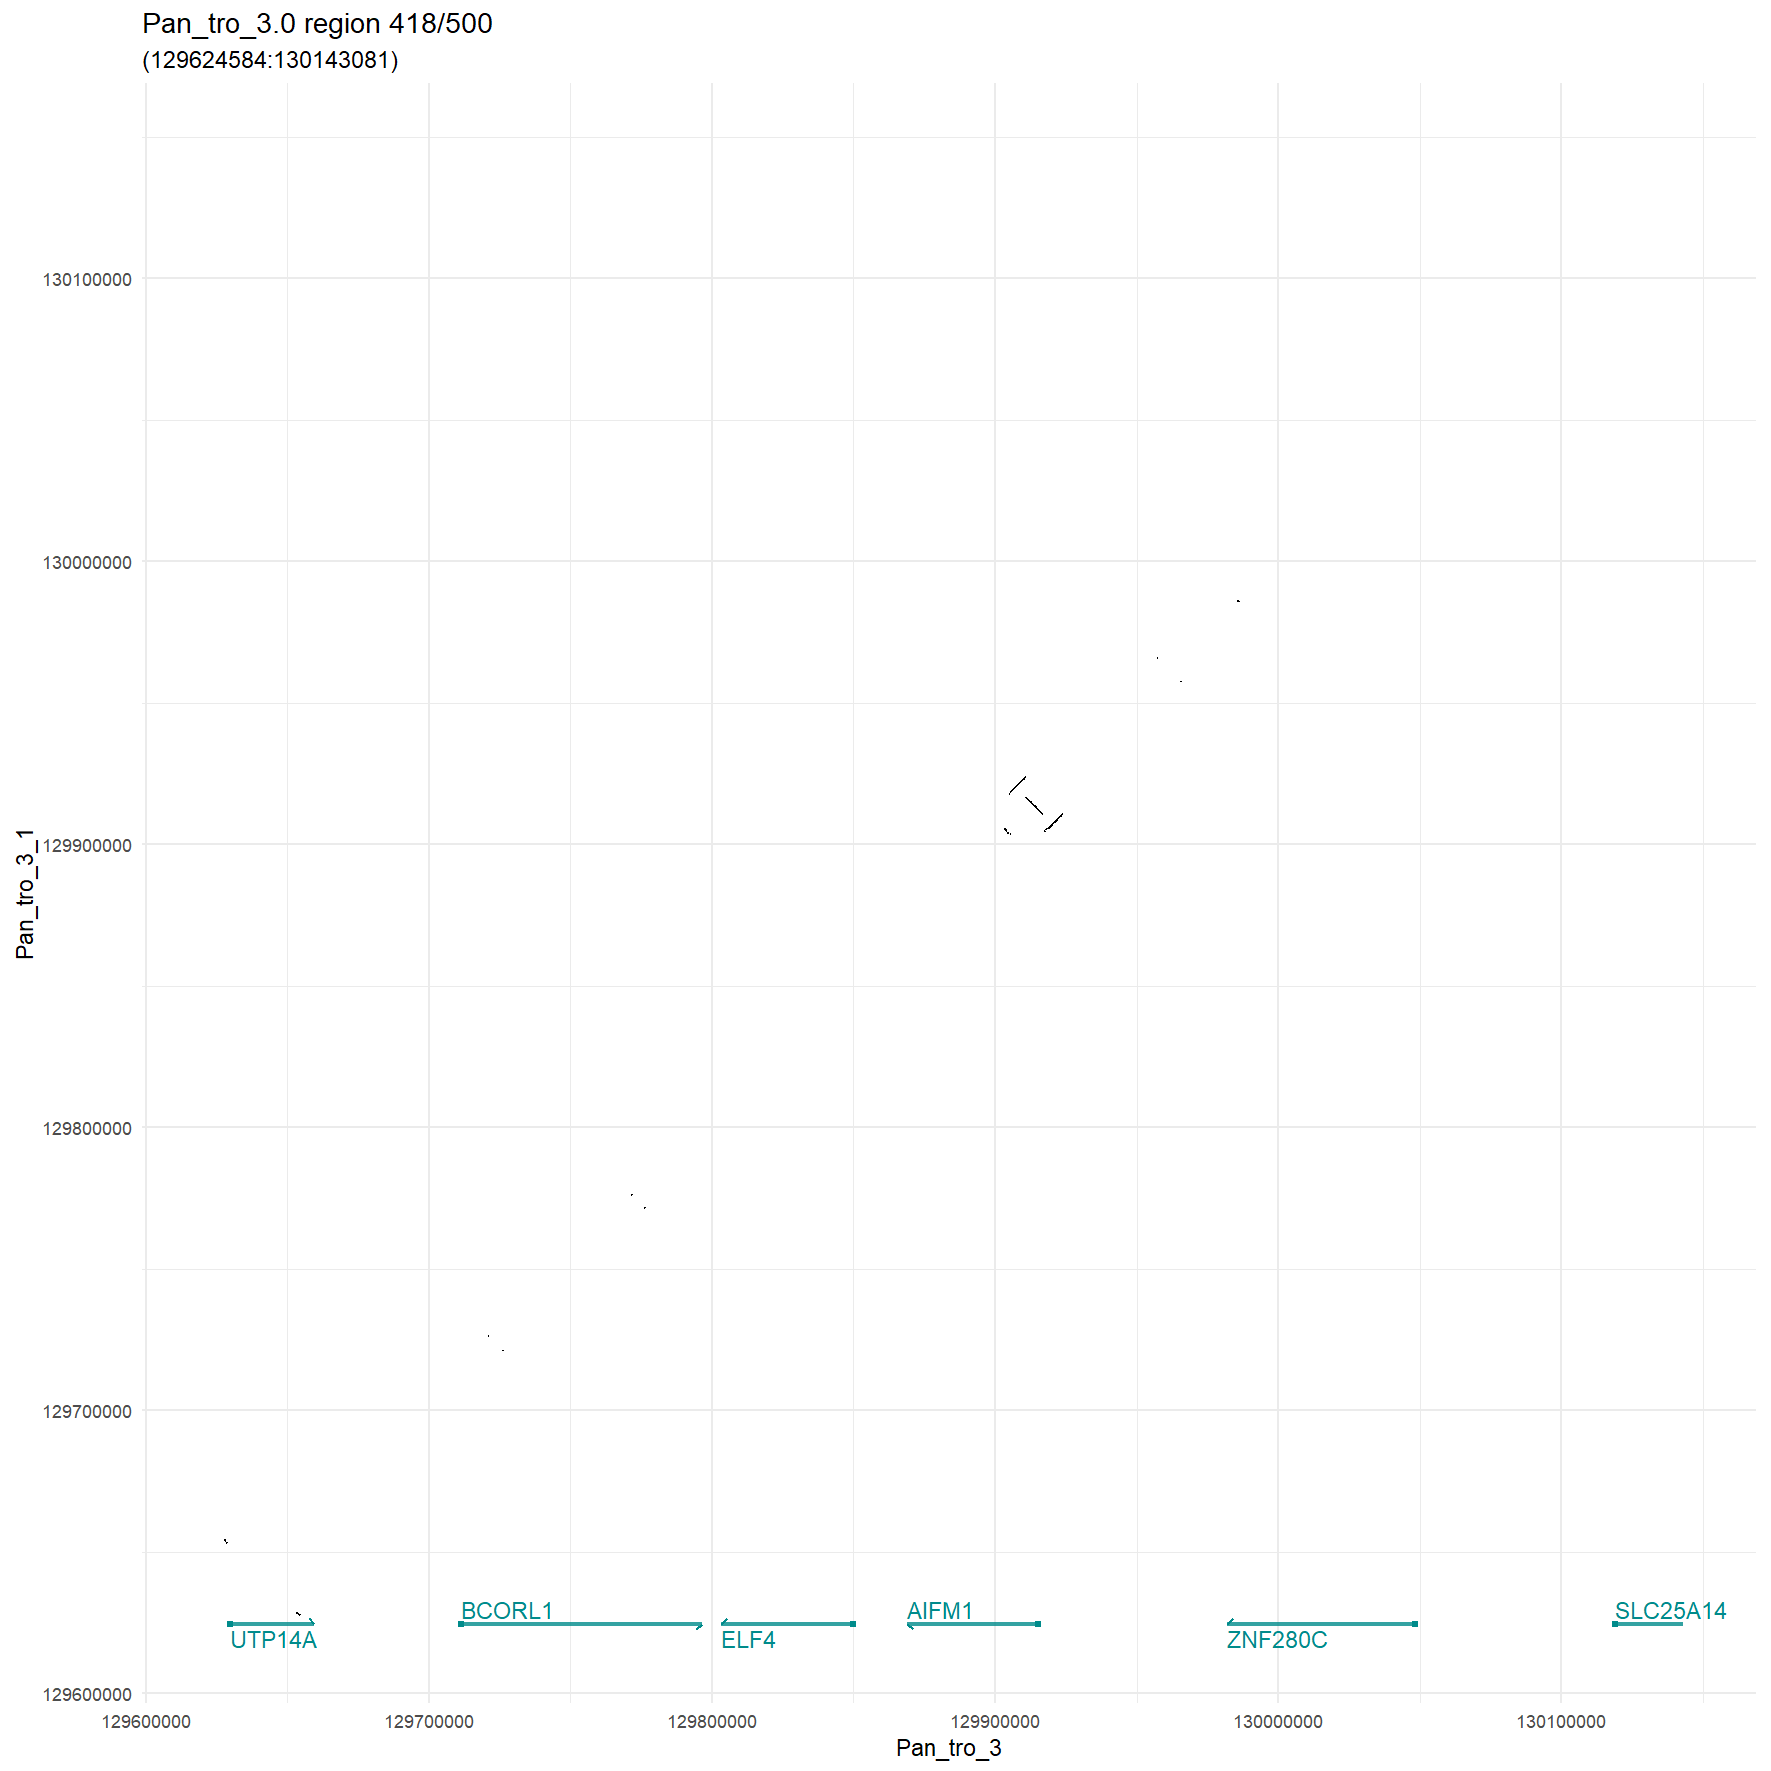 Pan_tro_3.0 region 418/500
(129624584:130143081)
130100000
130000000
129900000
129800000
129700000
129600000
Pan_tro_3_1
BCORL1
AIFM1
SLC25A14
UTP14A
ELF4
ZNF280C
129600000
129700000
129800000
129900000
130000000
130100000
Pan_tro_3